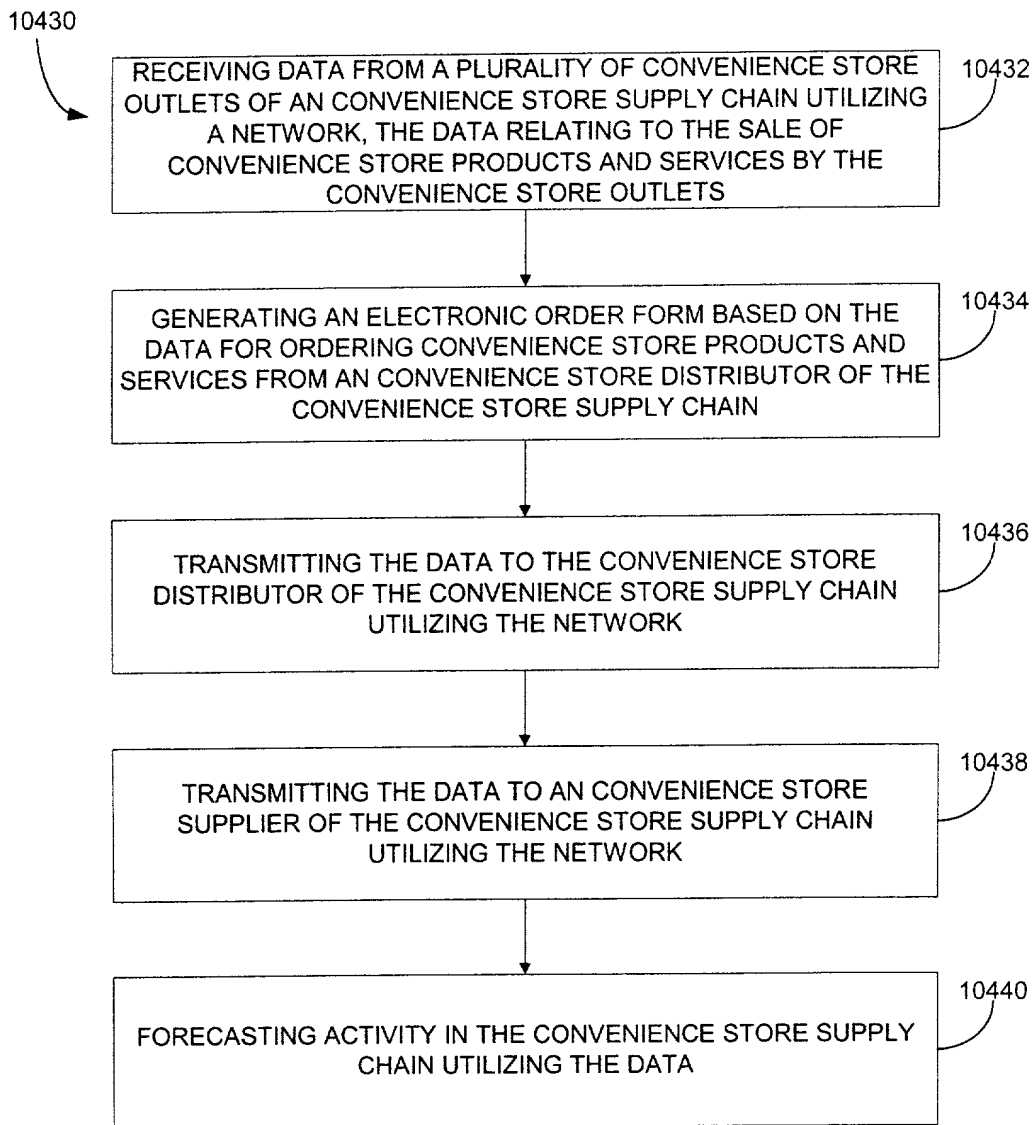 10430
RECEIVING DATA FROM A PLURALITY OF CONVENIENCE STORE
OUTLETS OF AN CONVENIENCE STORE SUPPLY CHAIN UTILIZING
A NETWORK, THE DATA RELATING TO THE SALE OF
CONVENIENCE STORE PRODUCTS AND SERVICES BY THE
CONVENIENCE STORE OUTLETS
10432
GENERATING AN ELECTRONIC ORDER FORM BASED ON THE
DATA FOR ORDERING CONVENIENCE STORE PRODUCTS AND
SERVICES FROM AN CONVENIENCE STORE DISTRIBUTOR OF THE
CONVENIENCE STORE SUPPLY CHAIN
10434
TRANSMITTING THE DATA TO THE CONVENIENCE STORE
DISTRIBUTOR OF THE CONVENIENCE STORE SUPPLY CHAIN
UTILIZING THE NETWORK
10436
TRANSMITTING THE DATA TO AN CONVENIENCE STORE
SUPPLIER OF THE CONVENIENCE STORE SUPPLY CHAIN
UTILIZING THE NETWORK
10438
FORECASTING ACTIVITY IN THE CONVENIENCE STORE SUPPLY
CHAIN UTILIZING THE DATA
10440